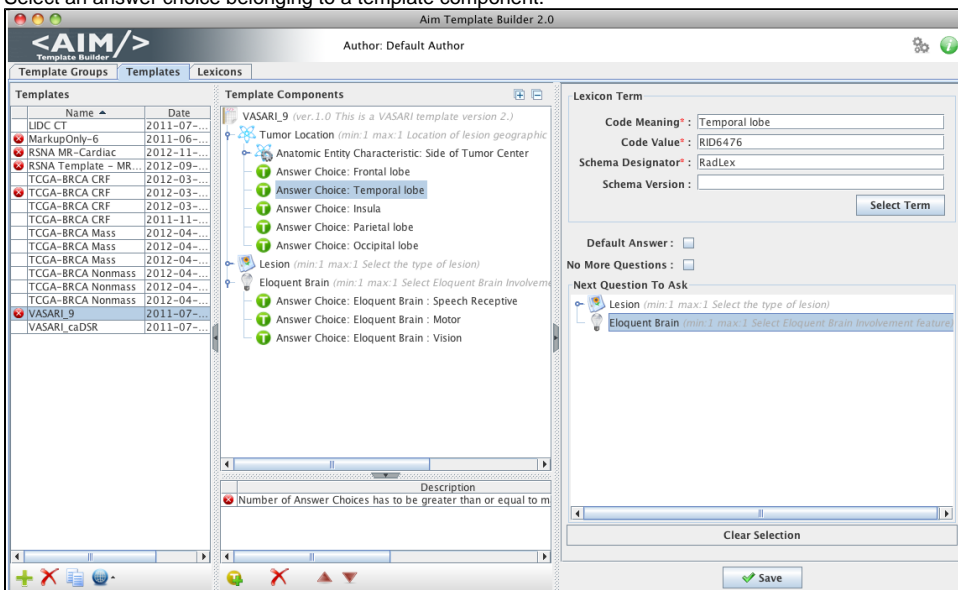 Select an answer choice belonging to a template component.
Aim Template Builder 2.0
<AIM/>
Template Builder
Author: Default Author
Template Groups Templates Lexicons
Templates
Name Date
LIDC CT 2011-07-...
MarkupOnly-6 2011-06-...
RSNA MR-Cardiac 2012-11-...
RSNA Template - MR... 2012-09-...
TCGA-BRCA CRF 2012-03-...
TCGA-BRCA CRF 2012-03-...
TCGA-BRCA CRF 2012-03-...
TCGA-BRCA CRF 2011-11-...
TCGA-BRCA Mass 2012-04-...
TCGA-BRCA Mass 2012-04-...
TCGA-BRCA Mass 2012-04-...
TCGA-BRCA Nonmass 2012-04-...
TCGA-BRCA Nonmass 2012-04-...
TCGA-BRCA Nonmass 2012-04-...
VASARI_9 2011-07-...
VASARI_caDSR 2011-07-...
Template Components
VASARI_9 (ver.1.0 This is a VASARI template version 2.)
Tumor Location (min:1 max:1 Location of lesion geographic
Anatomic Entity Characteristic: Side of Tumor Center
Answer Choice: Frontal lobe
Answer Choice: Temporal lobe
Answer Choice: Insula
Answer Choice: Parietal lobe
Answer Choice: Occipital lobe
Lesion (min:1 max:1 Select the type of lesion)
Eloquent Brain (min:1 max:1 Select Eloquent Brain Involveme
Answer Choice: Eloquent Brain : Speech Receptive
Answer Choice: Eloquent Brain : Motor
Answer Choice: Eloquent Brain : Vision
Description
Number of Answer Choices has to be greater than or equal to m
Lexicon Term
Code Meaning* : Temporal lobe
Code Value* : RID6476
Schema Designator* : RadLex
Schema Version :
Select Term
Default Answer :
No More Questions :
Next Question To Ask
Lesion (min:1 max:1 Select the type of lesion)
Eloquent Brain (min:1 max:1 Select Eloquent Brain Involvement feature)
Clear Selection
Save